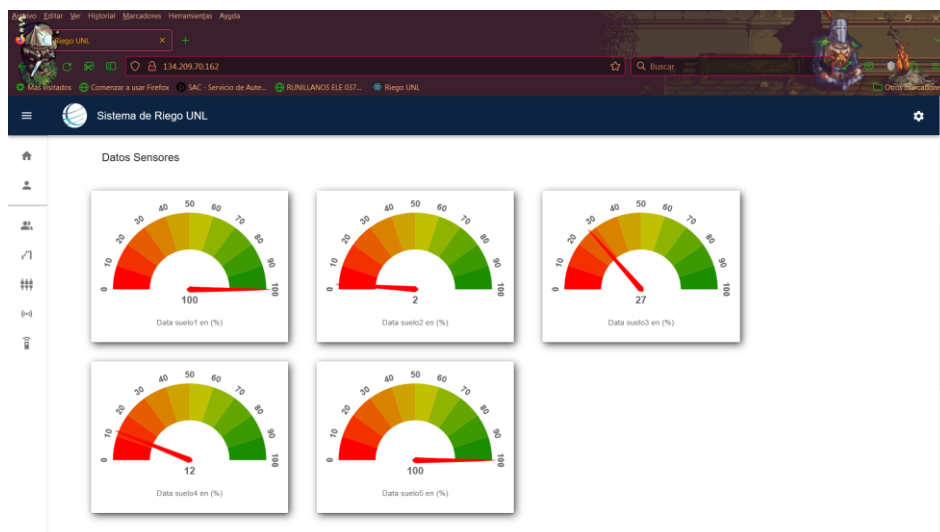 Archivo Editar Ver Historial Marcadores Herramientas Ayuda
Riego UNL
134.209.70.162
Buscar
Más visitados Comenzar a usar Firefox SAC - Servicio de Aute... RUNILLANOS ELE 037... Riego UNL Otros marcadores
Sistema de Riego UNL
Datos Sensores
0 10 20 30 40 50 60 70 80 90 100
100
Data suelo1 en (%)
0 10 20 30 40 50 60 70 80 90 100
2
Data suelo2 en (%)
0 10 20 30 40 50 60 70 80 90 100
27
Data suelo3 en (%)
0 10 20 30 40 50 60 70 80 90 100
12
Data suelo4 en (%)
0 10 20 30 40 50 60 70 80 90 100
100
Data suelo5 en (%)